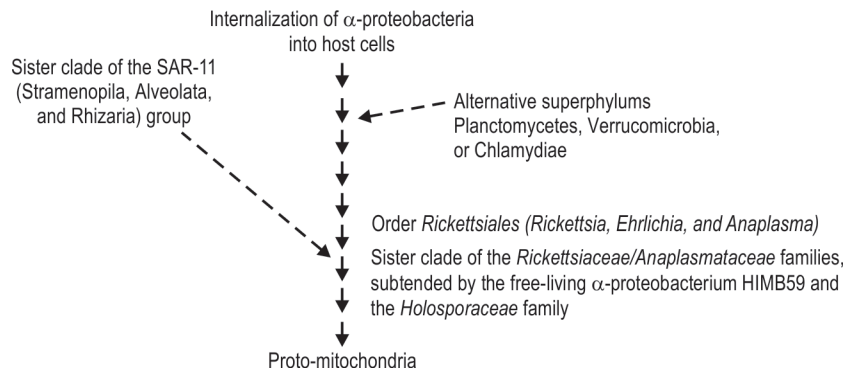 Internalization of α-proteobacteria
into host cells
Sister clade of the SAR-11
(Stramenopila, Alveolata,
and Rhizaria) group
Alternative superphylums
Planctomycetes, Verrucomicrobia,
or Chlamydiae
Order Rickettsiales (Rickettsia, Ehrlichia, and Anaplasma)
Sister clade of the Rickettsiaceae/Anaplasmataceae families,
subtended by the free-living α-proteobacterium HIMB59 and
the Holosporaceae family
Proto-mitochondria